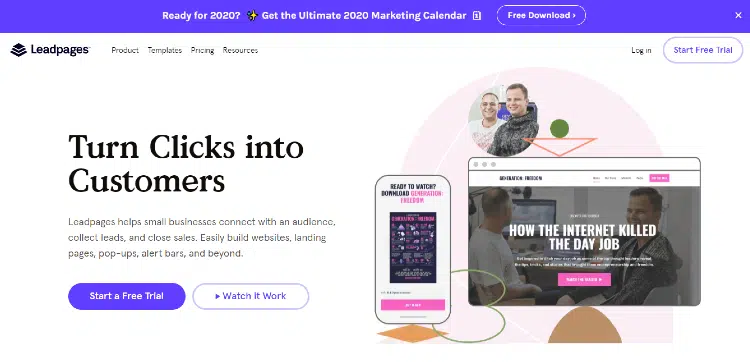 Ready for 2020? ✨ Get the Ultimate 2020 Marketing Calendar
Free Download ›
×
Leadpages
Product Templates Pricing Resources
Log in
Start Free Trial
Turn Clicks into
Customers
Leadpages helps small businesses connect with an audience,
collect leads, and close sales. Easily build websites, landing
pages, pop-ups, alert bars, and beyond.
Start a Free Trial
▸ Watch it Work
READY TO WATCH?
DOWNLOAD GENERATION:
FREEDOM
GENERATION: FREEDOM
GENERATION: FREEDOM
HOW THE INTERNET KILLED
THE DAY JOB